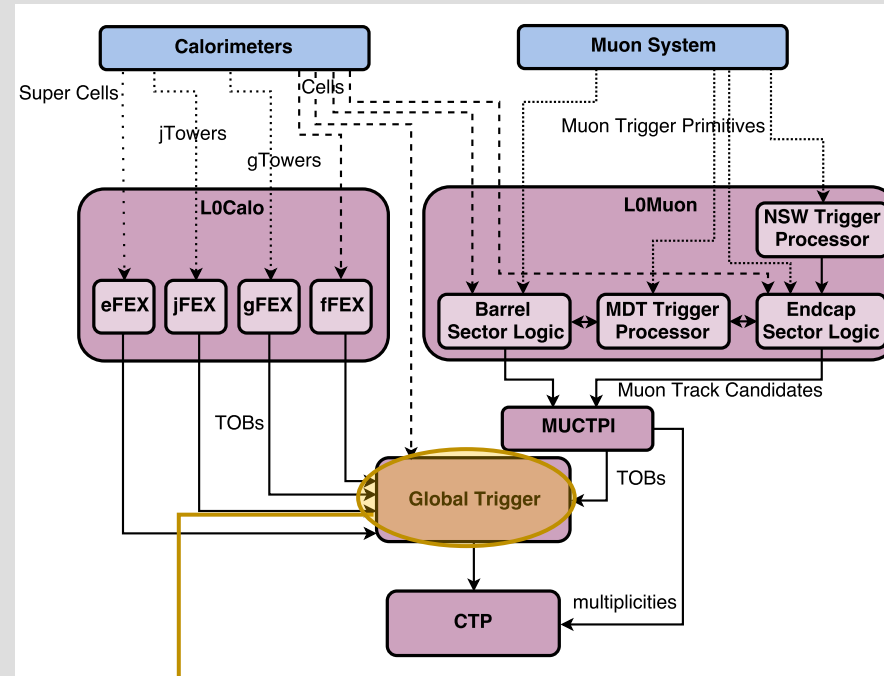 Calorimeters
Muon System
Super Cells
Cells
jTowers
Muon Trigger Primitives
gTowers
L0Calo
L0Muon
NSW Trigger
Processor
eFEX
jFEX
gFEX
fFEX
Barrel
Sector Logic
MDT Trigger
Processor
Endcap
Sector Logic
Muon Track Candidates
TOBs
MUCTPI
TOBs
Global Trigger
multiplicities
CTP